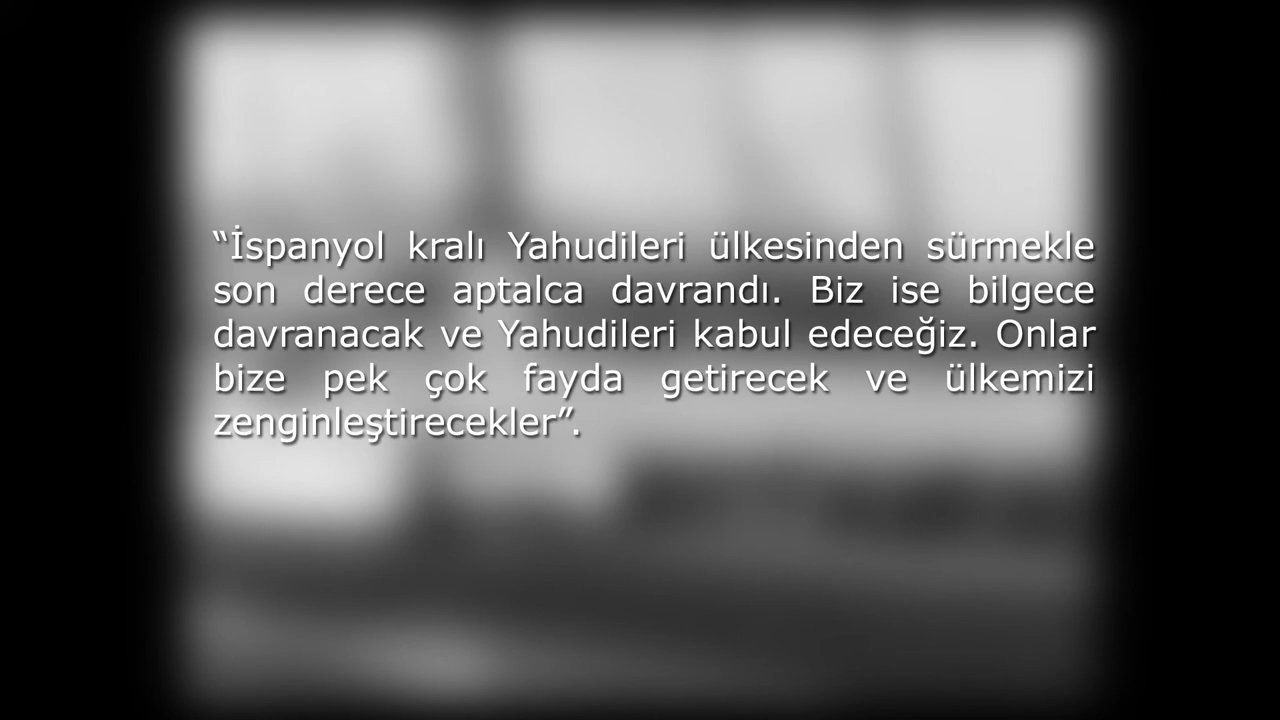 “İspanyol kralı Yahudileri ülkesinden sürmekle
son derece aptalca davrandı. Biz ise bilgece
davranacak ve Yahudileri kabul edeceğiz. Onlar
bize pek çok fayda getirecek ve ülkemizi
zenginleştirecekler”.